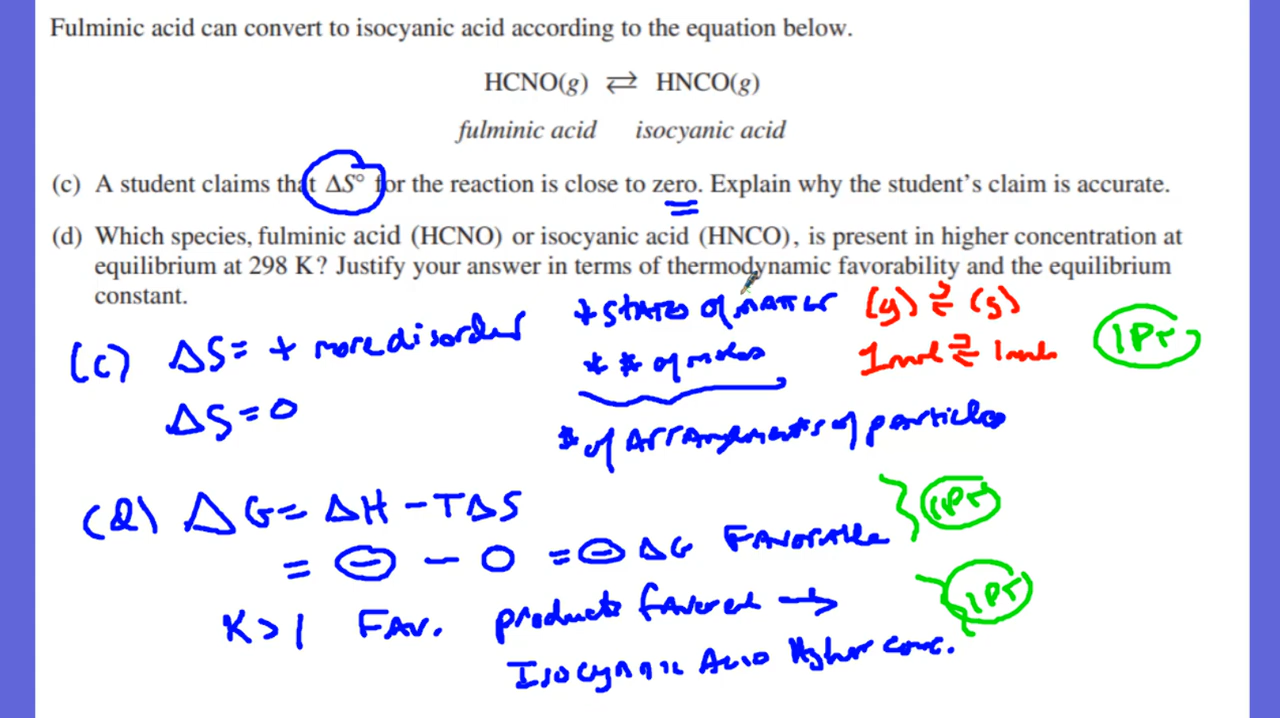 Fulminic acid can convert to isocyanic acid according to the equation below.
HCNO(g) ⇄ HNCO(g)
fulminic acid isocyanic acid
(c) A student claims that ΔS° for the reaction is close to zero. Explain why the student's claim is accurate.
(d) Which species, fulminic acid (HCNO) or isocyanic acid (HNCO), is present in higher concentration at
equilibrium at 298 K? Justify your answer in terms of thermodynamic favorability and the equilibrium
constant.
(c) ΔS = + more disorder
ΔS = 0
* States of matter (g) ⇄ (g)
* # of moles 1 mol ⇄ 1 mol
1 PT
# of Arrangements of particles
(d) ΔG = ΔH - TΔS
= ⊖ - 0 = ⊖ ΔG Favorable
1 PT
K > 1 FAV. products favored →
1 PT
Isocyanic Acid Higher conc.